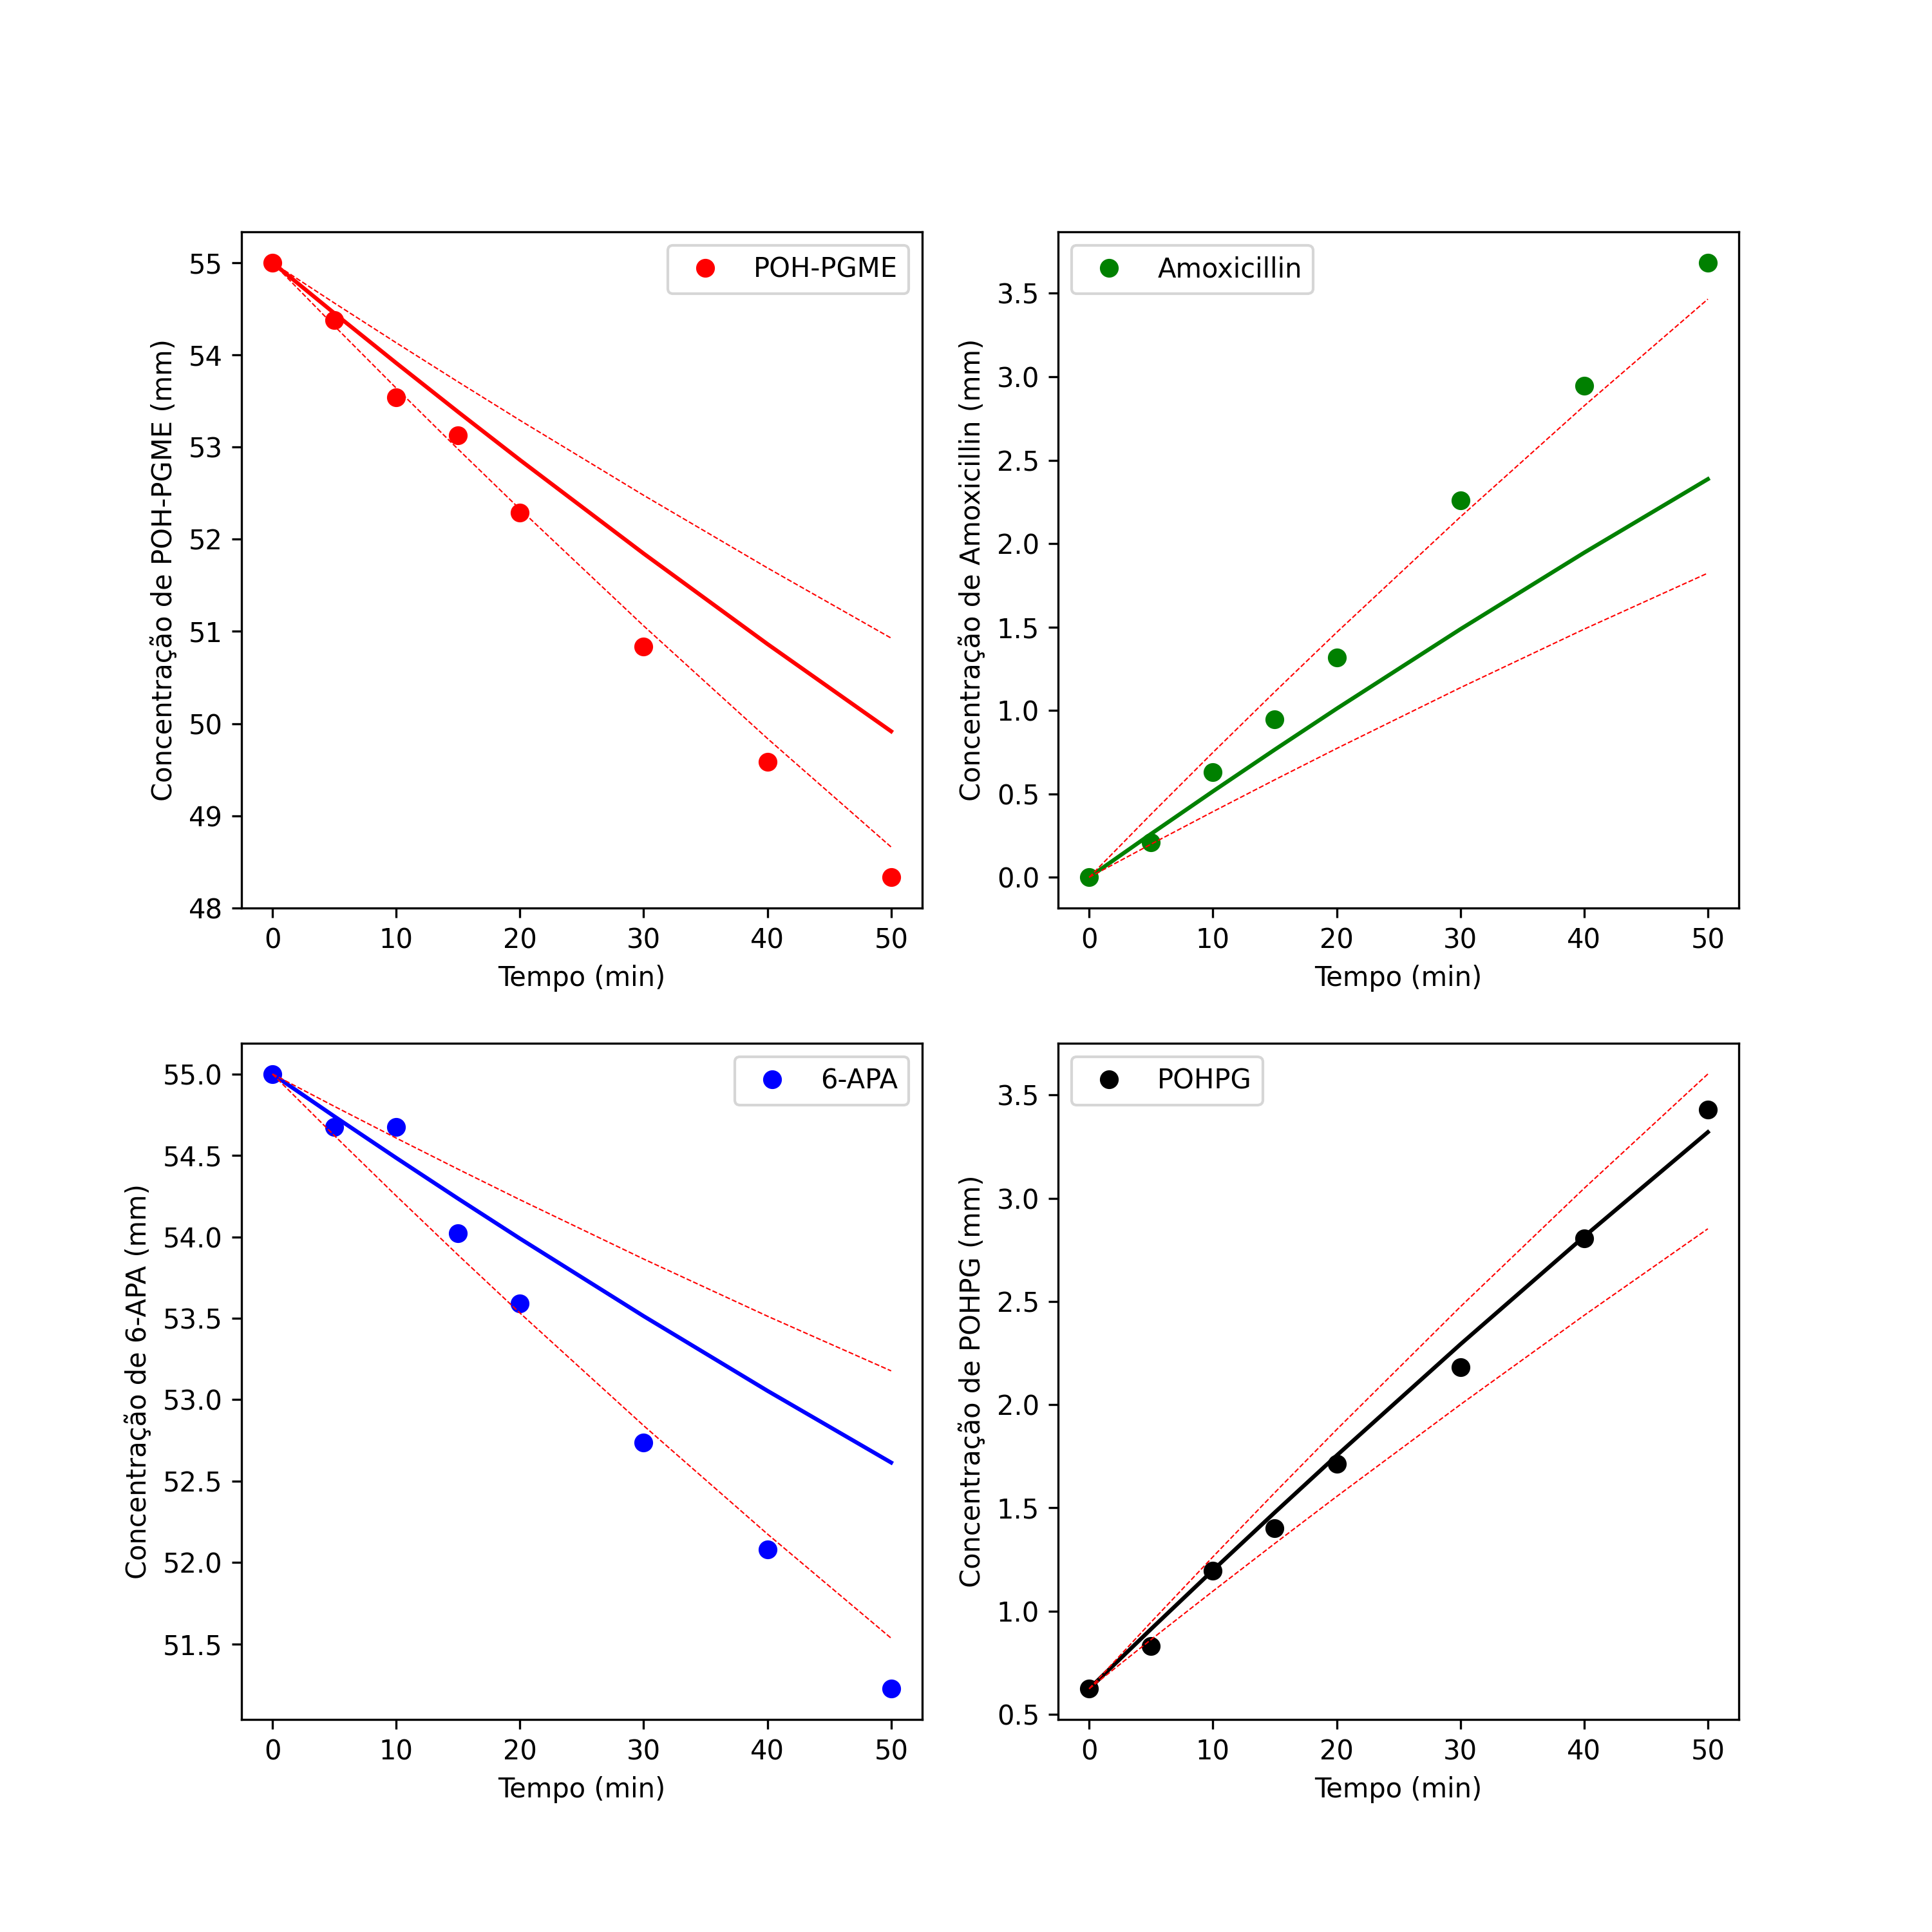 POH-PGME
Concentração de POH-PGME (mm)
55
54
53
52
51
50
49
48
0 10 20 30 40 50
Tempo (min)
Amoxicillin
Concentração de Amoxicillin (mm)
3.5
3.0
2.5
2.0
1.5
1.0
0.5
0.0
0 10 20 30 40 50
Tempo (min)
6-APA
Concentração de 6-APA (mm)
55.0
54.5
54.0
53.5
53.0
52.5
52.0
51.5
0 10 20 30 40 50
Tempo (min)
POHPG
Concentração de POHPG (mm)
3.5
3.0
2.5
2.0
1.5
1.0
0.5
0 10 20 30 40 50
Tempo (min)